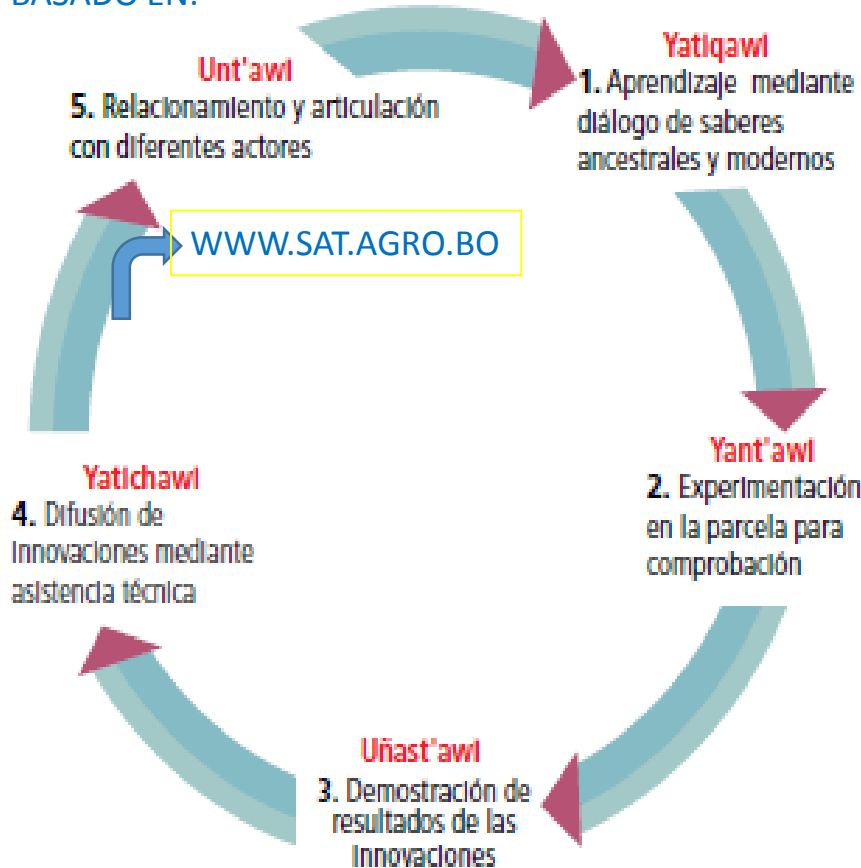 BASADO EN:
Yatiqawi
1. Aprendizaje mediante
diálogo de saberes
ancestrales y modernos
Yant'awi
2. Experimentación
en la parcela para
comprobación
Uñast'awi
3. Demostración de
resultados de las
innovaciones
Yatichawi
4. Difusión de
innovaciones mediante
asistencia técnica
Unt'awi
5. Relacionamiento y articulación
con diferentes actores
WWW.SAT.AGRO.BO